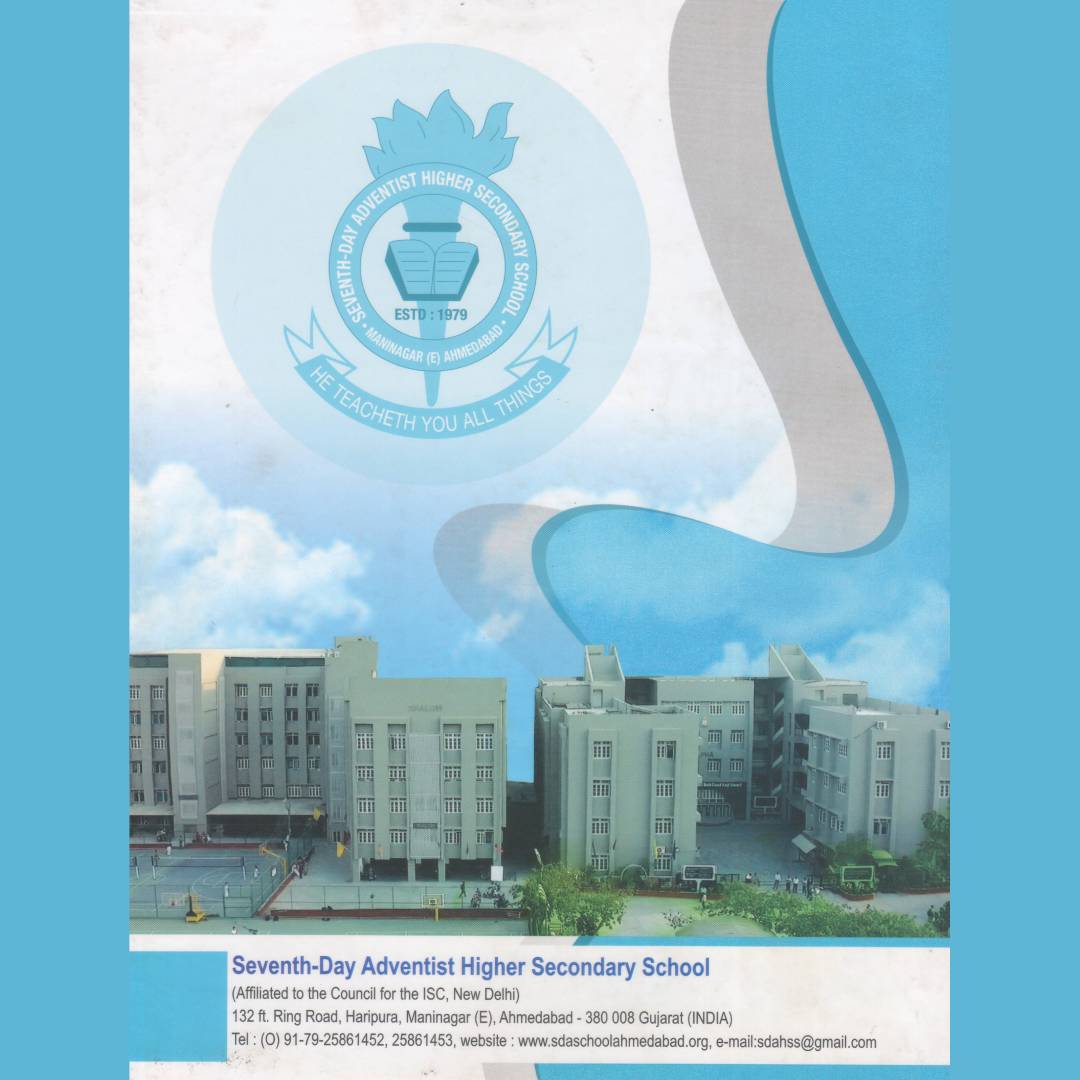 SEVENTH-DAY ADVENTIST HIGHER SECONDARY SCHOOL
ESTD : 1979
• MANINAGAR (E) AHMEDABAD •
HE TEACHETH YOU ALL THINGS
Seventh-Day Adventist Higher Secondary School
(Affiliated to the Council for the ISC, New Delhi)
132 ft. Ring Road, Haripura, Maninagar (E), Ahmedabad - 380 008 Gujarat (INDIA)
Tel : (O) 91-79-25861452, 25861453, website : www.sdaschoolahmedabad.org, e-mail:sdahss@gmail.com